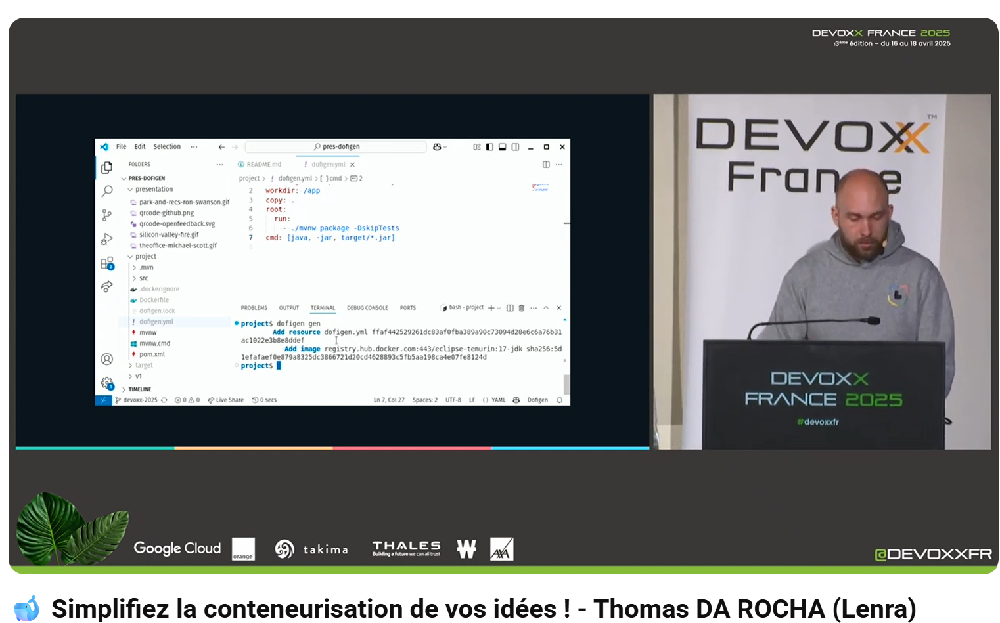 DEVOXX FRANCE 2025
13ème édition – du 16 au 18 avril 2025
File Edit Selection ··· pres-dofigen
FOLDERS ···
PRES-DOFIGEN
presentation
park-and-recs-ron-swanson.gif
qrcode-github.png
qrcode-openfeedback.svg
silicon-valley-fire.gif
theoffice-michael-scott.gif
project
.mvn
src
.dockerignore
Dockerfile
dofigen.lock
dofigen.yml
mvnw
mvnw.cmd
pom.xml
target
v1
TIMELINE
README.md dofigen.yml
project > ! dofigen.yml > [ ] cmd > 2
2 workdir: /app
3 copy: .
4 root:
5 run:
6 - ./mvnw package -DskipTests
7 cmd: [java, -jar, target/*.jar]
8
PROBLEMS OUTPUT TERMINAL DEBUG CONSOLE PORTS bash - project
project$ dofigen gen
Add resource dofigen.yml ffaf442529261dc83af0fba389a90c73094d28e6c6a76b31
ac1022e3b8e8ddef
Add image registry.hub.docker.com:443/eclipse-temurin:17-jdk sha256:5d
1efafaef0e879a8325dc3866721d20cd4628893c5fb5aa198ca4e07fe8124d
project$
devoxx-2025 0 0 Live Share 0 secs Ln 7, Col 27 Spaces: 2 UTF-8 LF {} YAML Dofigen
DEVOXX™
France
DEVOXX
FRANCE 2025
#devoxxfr
Google Cloud orange takima THALES W AXA
Building a future we can all trust
@DEVOXXFR
Simplifiez la conteneurisation de vos idées ! - Thomas DA ROCHA (Lenra)